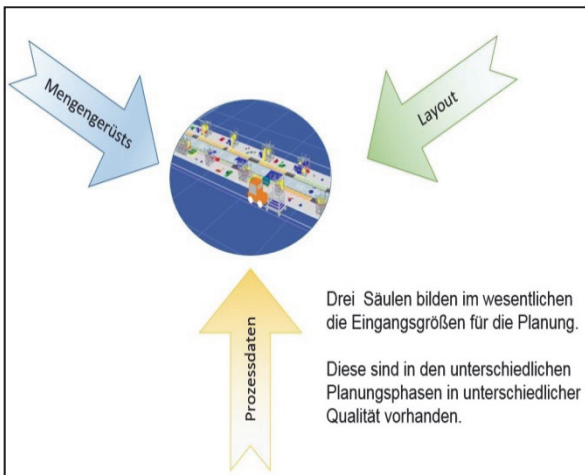 Mengengerüsts
Layout
Prozessdaten
Drei Säulen bilden im wesentlichen
die Eingangsgrößen für die Planung.
Diese sind in den unterschiedlichen
Planungsphasen in unterschiedlicher
Qualität vorhanden.